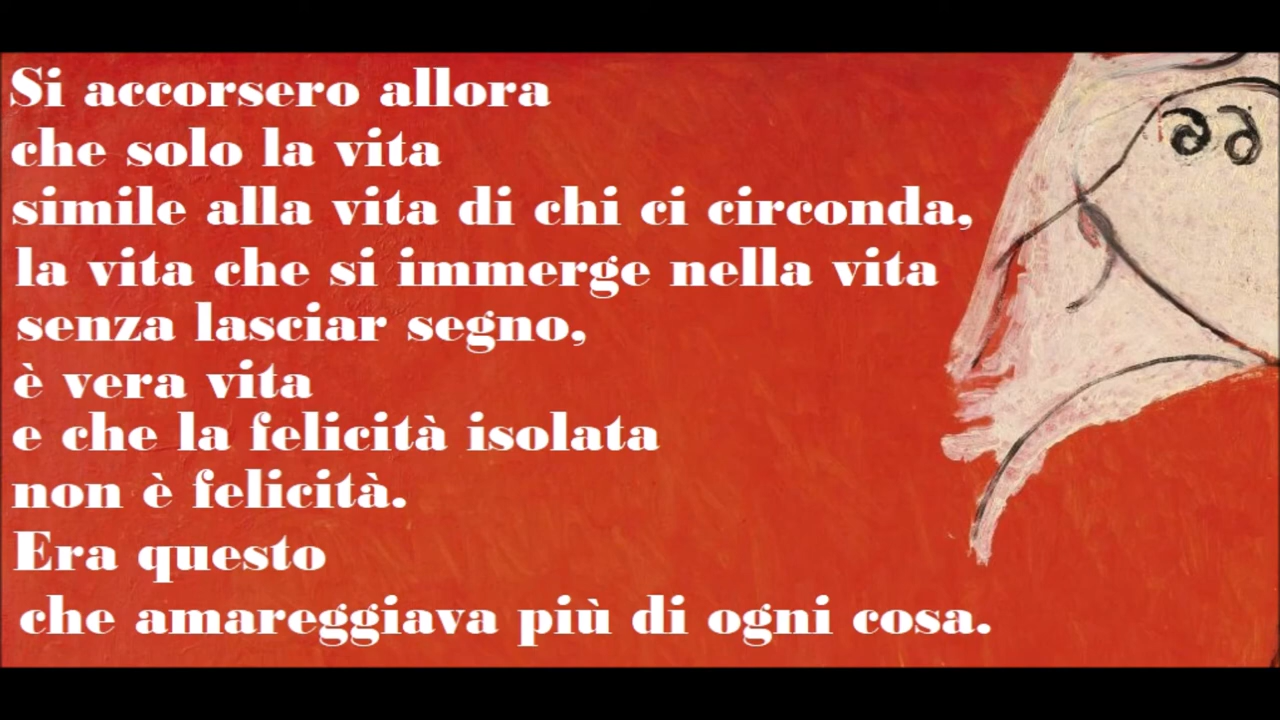 Si accorsero allora
che solo la vita
simile alla vita di chi ci circonda,
la vita che si immerge nella vita
senza lasciar segno,
è vera vita
e che la felicità isolata
non è felicità.
Era questo
che amareggiava più di ogni cosa.